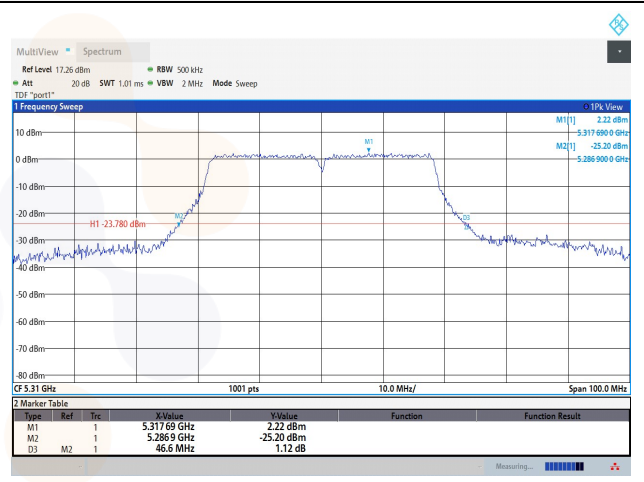 MultiView Spectrum
Ref Level 17.26 dBm RBW 500 kHz
Att 20 dB SWT 1.01 ms VBW 2 MHz Mode Sweep
TDF "port1"
1 Frequency Sweep 1Pk View
M1[1] 2.22 dBm
5.317 690 0 GHz
M2[1] -25.20 dBm
5.286 900 0 GHz
10 dBm
M1
0 dBm
-10 dBm
-20 dBm
M2 D3
H1 -23.780 dBm
-30 dBm
-40 dBm
-50 dBm
-60 dBm
-70 dBm
-80 dBm
CF 5.31 GHz 1001 pts 10.0 MHz/ Span 100.0 MHz
2 Marker Table
Type Ref Trc X-Value Y-Value Function Function Result
M1 1 5.317 69 GHz 2.22 dBm
M2 1 5.286 9 GHz -25.20 dBm
D3 M2 1 46.6 MHz 1.12 dB
Measuring...